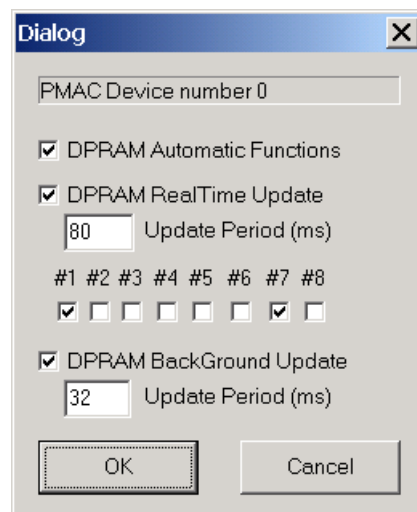 Dialog
PMAC Device number 0
DPRAM Automatic Functions
DPRAM RealTime Update
80 Update Period (ms)
#1 #2 #3 #4 #5 #6 #7 #8
DPRAM BackGround Update
32 Update Period (ms)
OK Cancel